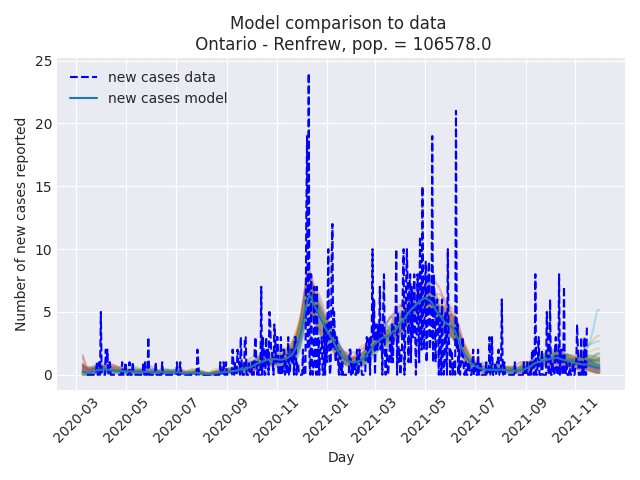 Model comparison to data
Ontario - Renfrew, pop. = 106578.0
25
20
15
10
5
0
Number of new cases reported
new cases data
new cases model
2020-03
2020-05
2020-07
2020-09
2020-11
2021-01
2021-03
2021-05
2021-07
2021-09
2021-11
Day